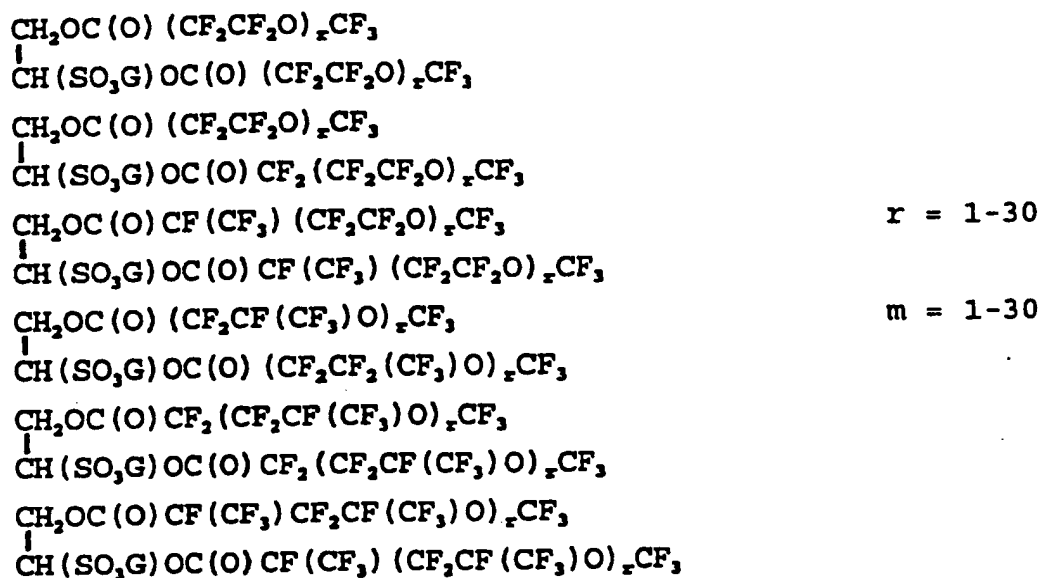 CH₂OC(O)(CF₂CF₂O)ᵣCF₃
CH(SO₃G)OC(O)(CF₂CF₂O)ᵣCF₃
CH₂OC(O)(CF₂CF₂O)ᵣCF₃
CH(SO₃G)OC(O)CF₂(CF₂CF₂O)ᵣCF₃
CH₂OC(O)CF(CF₃)(CF₂CF₂O)ᵣCF₃
r = 1-30
CH(SO₃G)OC(O)CF(CF₃)(CF₂CF₂O)ᵣCF₃
CH₂OC(O)(CF₂CF(CF₃)O)ᵣCF₃
m = 1-30
CH(SO₃G)OC(O)(CF₂CF₂(CF₃)O)ᵣCF₃
CH₂OC(O)CF₂(CF₂CF(CF₃)O)ᵣCF₃
CH(SO₃G)OC(O)CF₂(CF₂CF(CF₃)O)ᵣCF₃
CH₂OC(O)CF(CF₃)CF₂CF(CF₃)O)ᵣCF₃
CH(SO₃G)OC(O)CF(CF₃)(CF₂CF(CF₃)O)ᵣCF₃